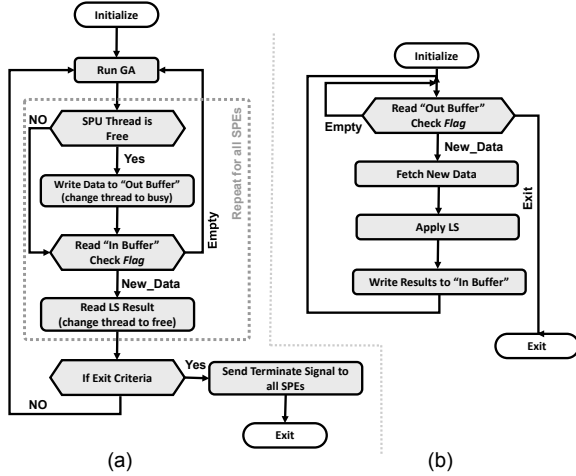 Initialize
Run GA
NO
SPU Thread is
Free
Yes
Write Data to “Out Buffer”
(change thread to busy)
Read “In Buffer”
Check Flag
Empty
New_Data
Read LS Result
(change thread to free)
Repeat for all SPEs
If Exit Criteria
Yes
NO
Send Terminate Signal to
all SPEs
Exit
(a)
Initialize
Read “Out Buffer”
Check Flag
Empty
New_Data
Fetch New Data
Apply LS
Write Results to “In Buffer”
Exit
Exit
(b)